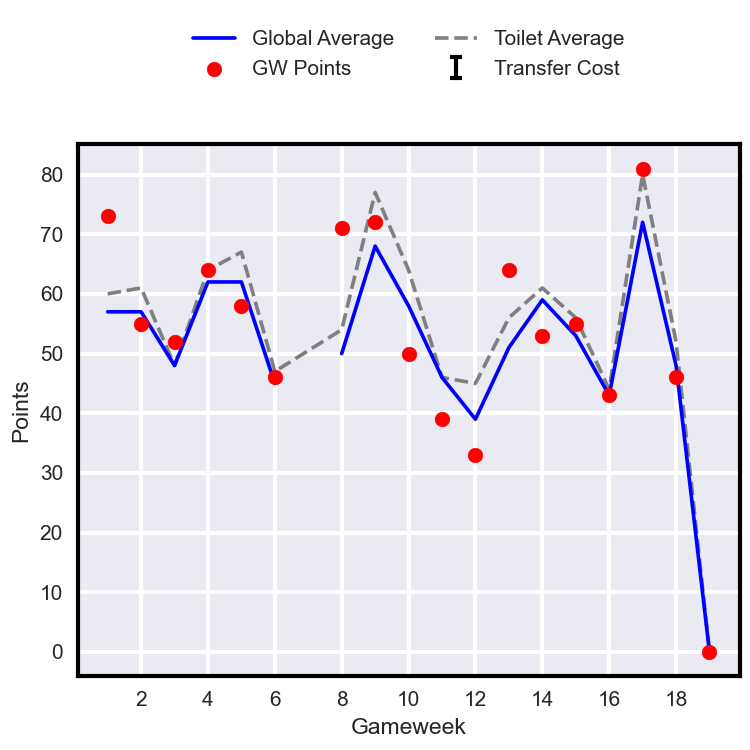 Global Average
GW Points
Toilet Average
Transfer Cost
80
70
60
50
40
30
20
10
0
Points
2 4 6 8 10 12 14 16 18
Gameweek